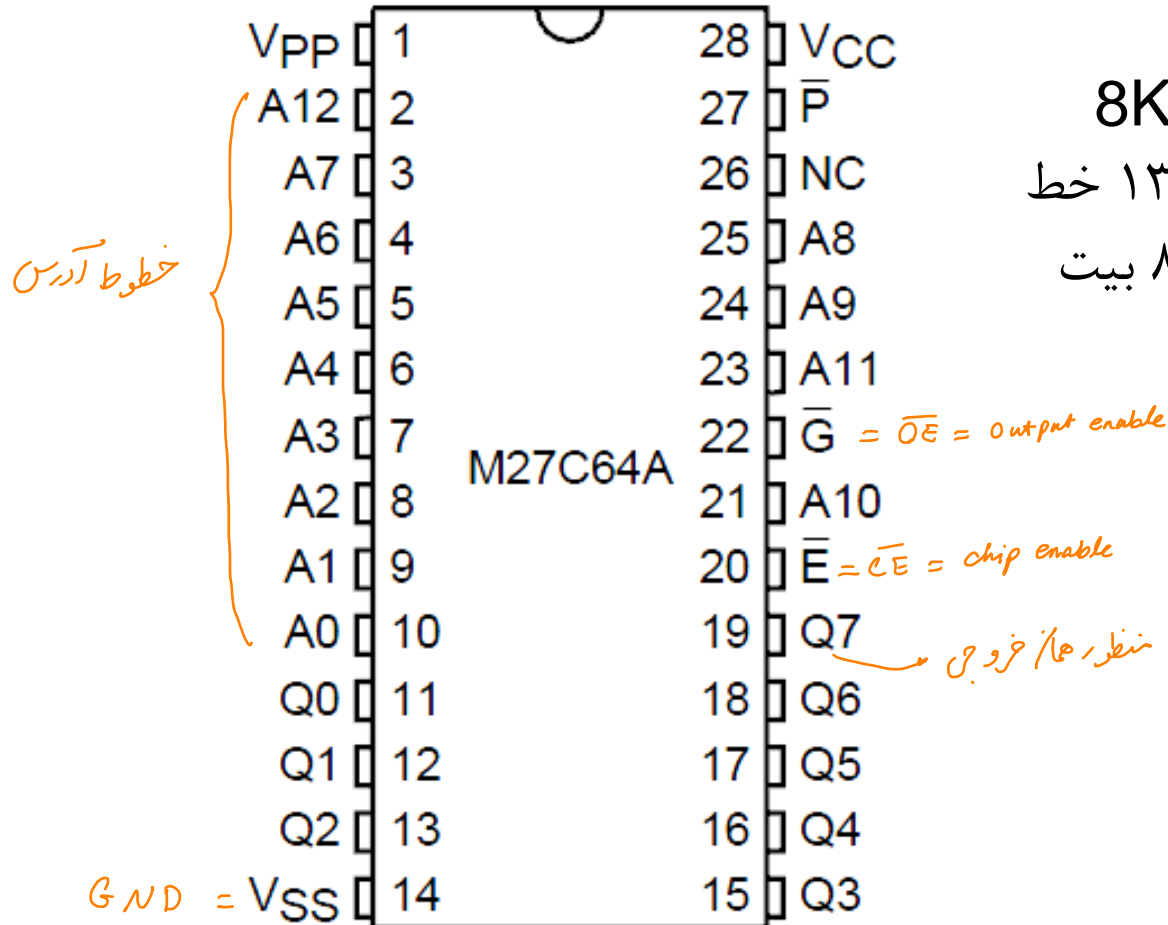 VPP 1 28 VCC
A12 2 27 P̅
8K
A7 3 26 NC
۱۳ خط
A6 4 25 A8
۸ بیت
خطوط آدرس
A5 5 24 A9
A4 6 23 A11
A3 7 22 G̅ = O̅E̅ = output enable
M27C64A
A2 8 21 A10
A1 9 20 E̅ = C̅E̅ = chip enable
A0 10 19 Q7
منظور همان خروجی
Q0 11 18 Q6
Q1 12 17 Q5
Q2 13 16 Q4
GND = VSS 14 15 Q3